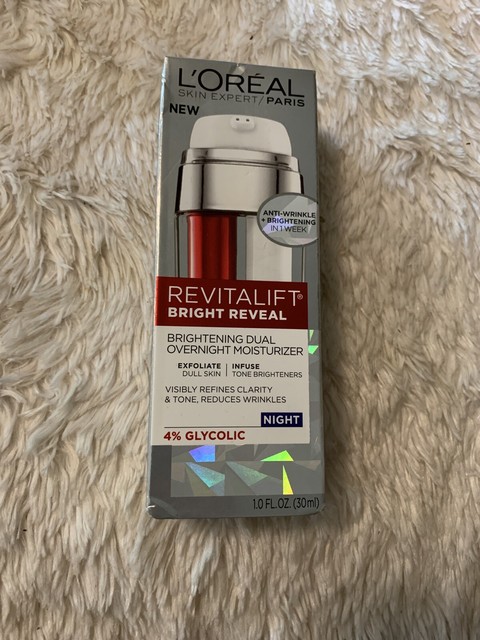 L'ORÉAL
SKIN EXPERT / PARIS
NEW
ANTI-WRINKLE
+ BRIGHTENING
IN 1 WEEK
REVITALIFT®
BRIGHT REVEAL
BRIGHTENING DUAL
OVERNIGHT MOISTURIZER
EXFOLIATE | INFUSE
DULL SKIN | TONE BRIGHTENERS
VISIBLY REFINES CLARITY
& TONE, REDUCES WRINKLES
NIGHT
4% GLYCOLIC
1.0 FL.OZ. (30ml)